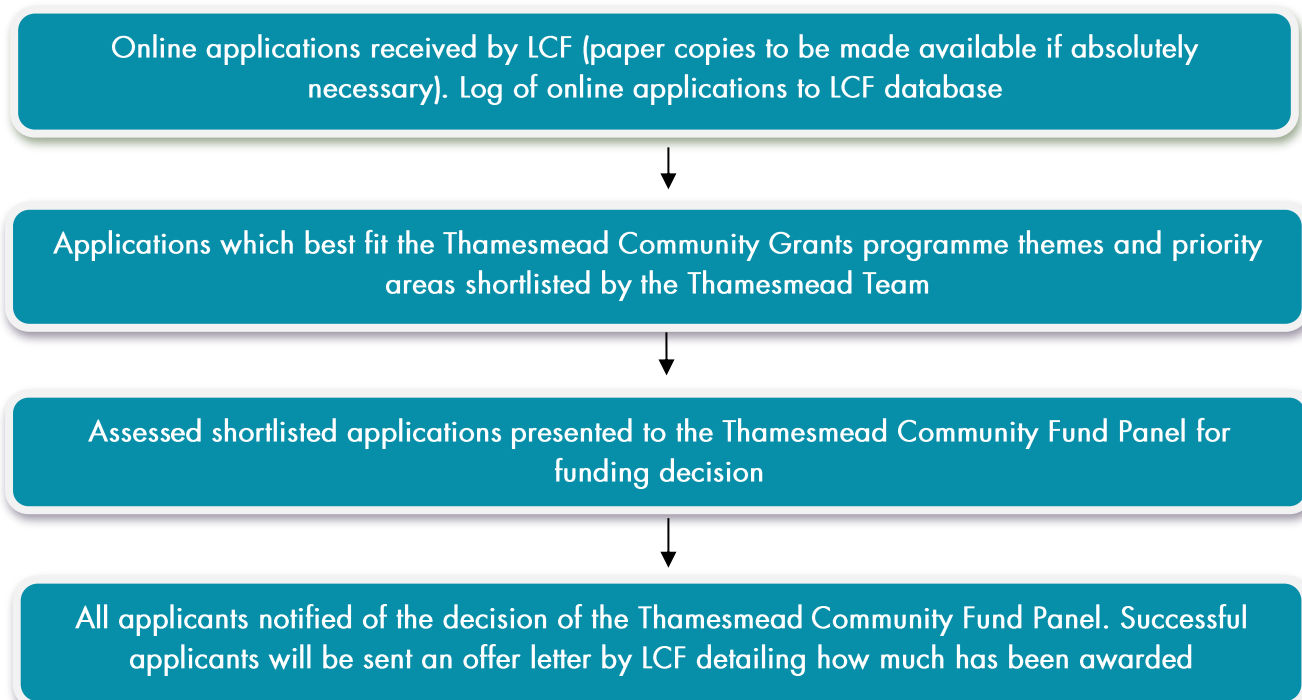 Online applications received by LCF (paper copies to be made available if absolutely
necessary). Log of online applications to LCF database
Applications which best fit the Thamesmead Community Grants programme themes and priority
areas shortlisted by the Thamesmead Team
Assessed shortlisted applications presented to the Thamesmead Community Fund Panel for
funding decision
All applicants notified of the decision of the Thamesmead Community Fund Panel. Successful
applicants will be sent an offer letter by LCF detailing how much has been awarded